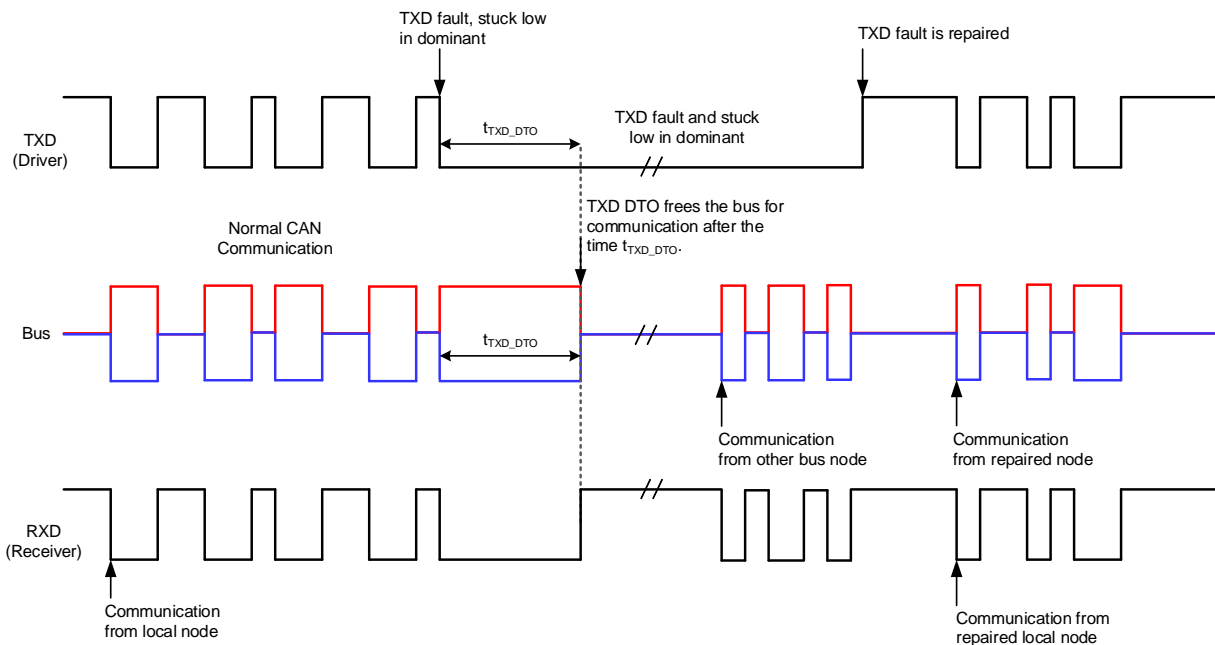 TXD fault, stuck low
in dominant
TXD fault is repaired
TXD
(Driver)
tTXD_DTO
TXD fault and stuck
low in dominant
TXD DTO frees the bus for
communication after the
time tTXD_DTO.
Normal CAN
Communication
Bus
tTXD_DTO
Communication
from other bus node
Communication
from repaired node
RXD
(Receiver)
Communication
from local node
Communication from
repaired local node